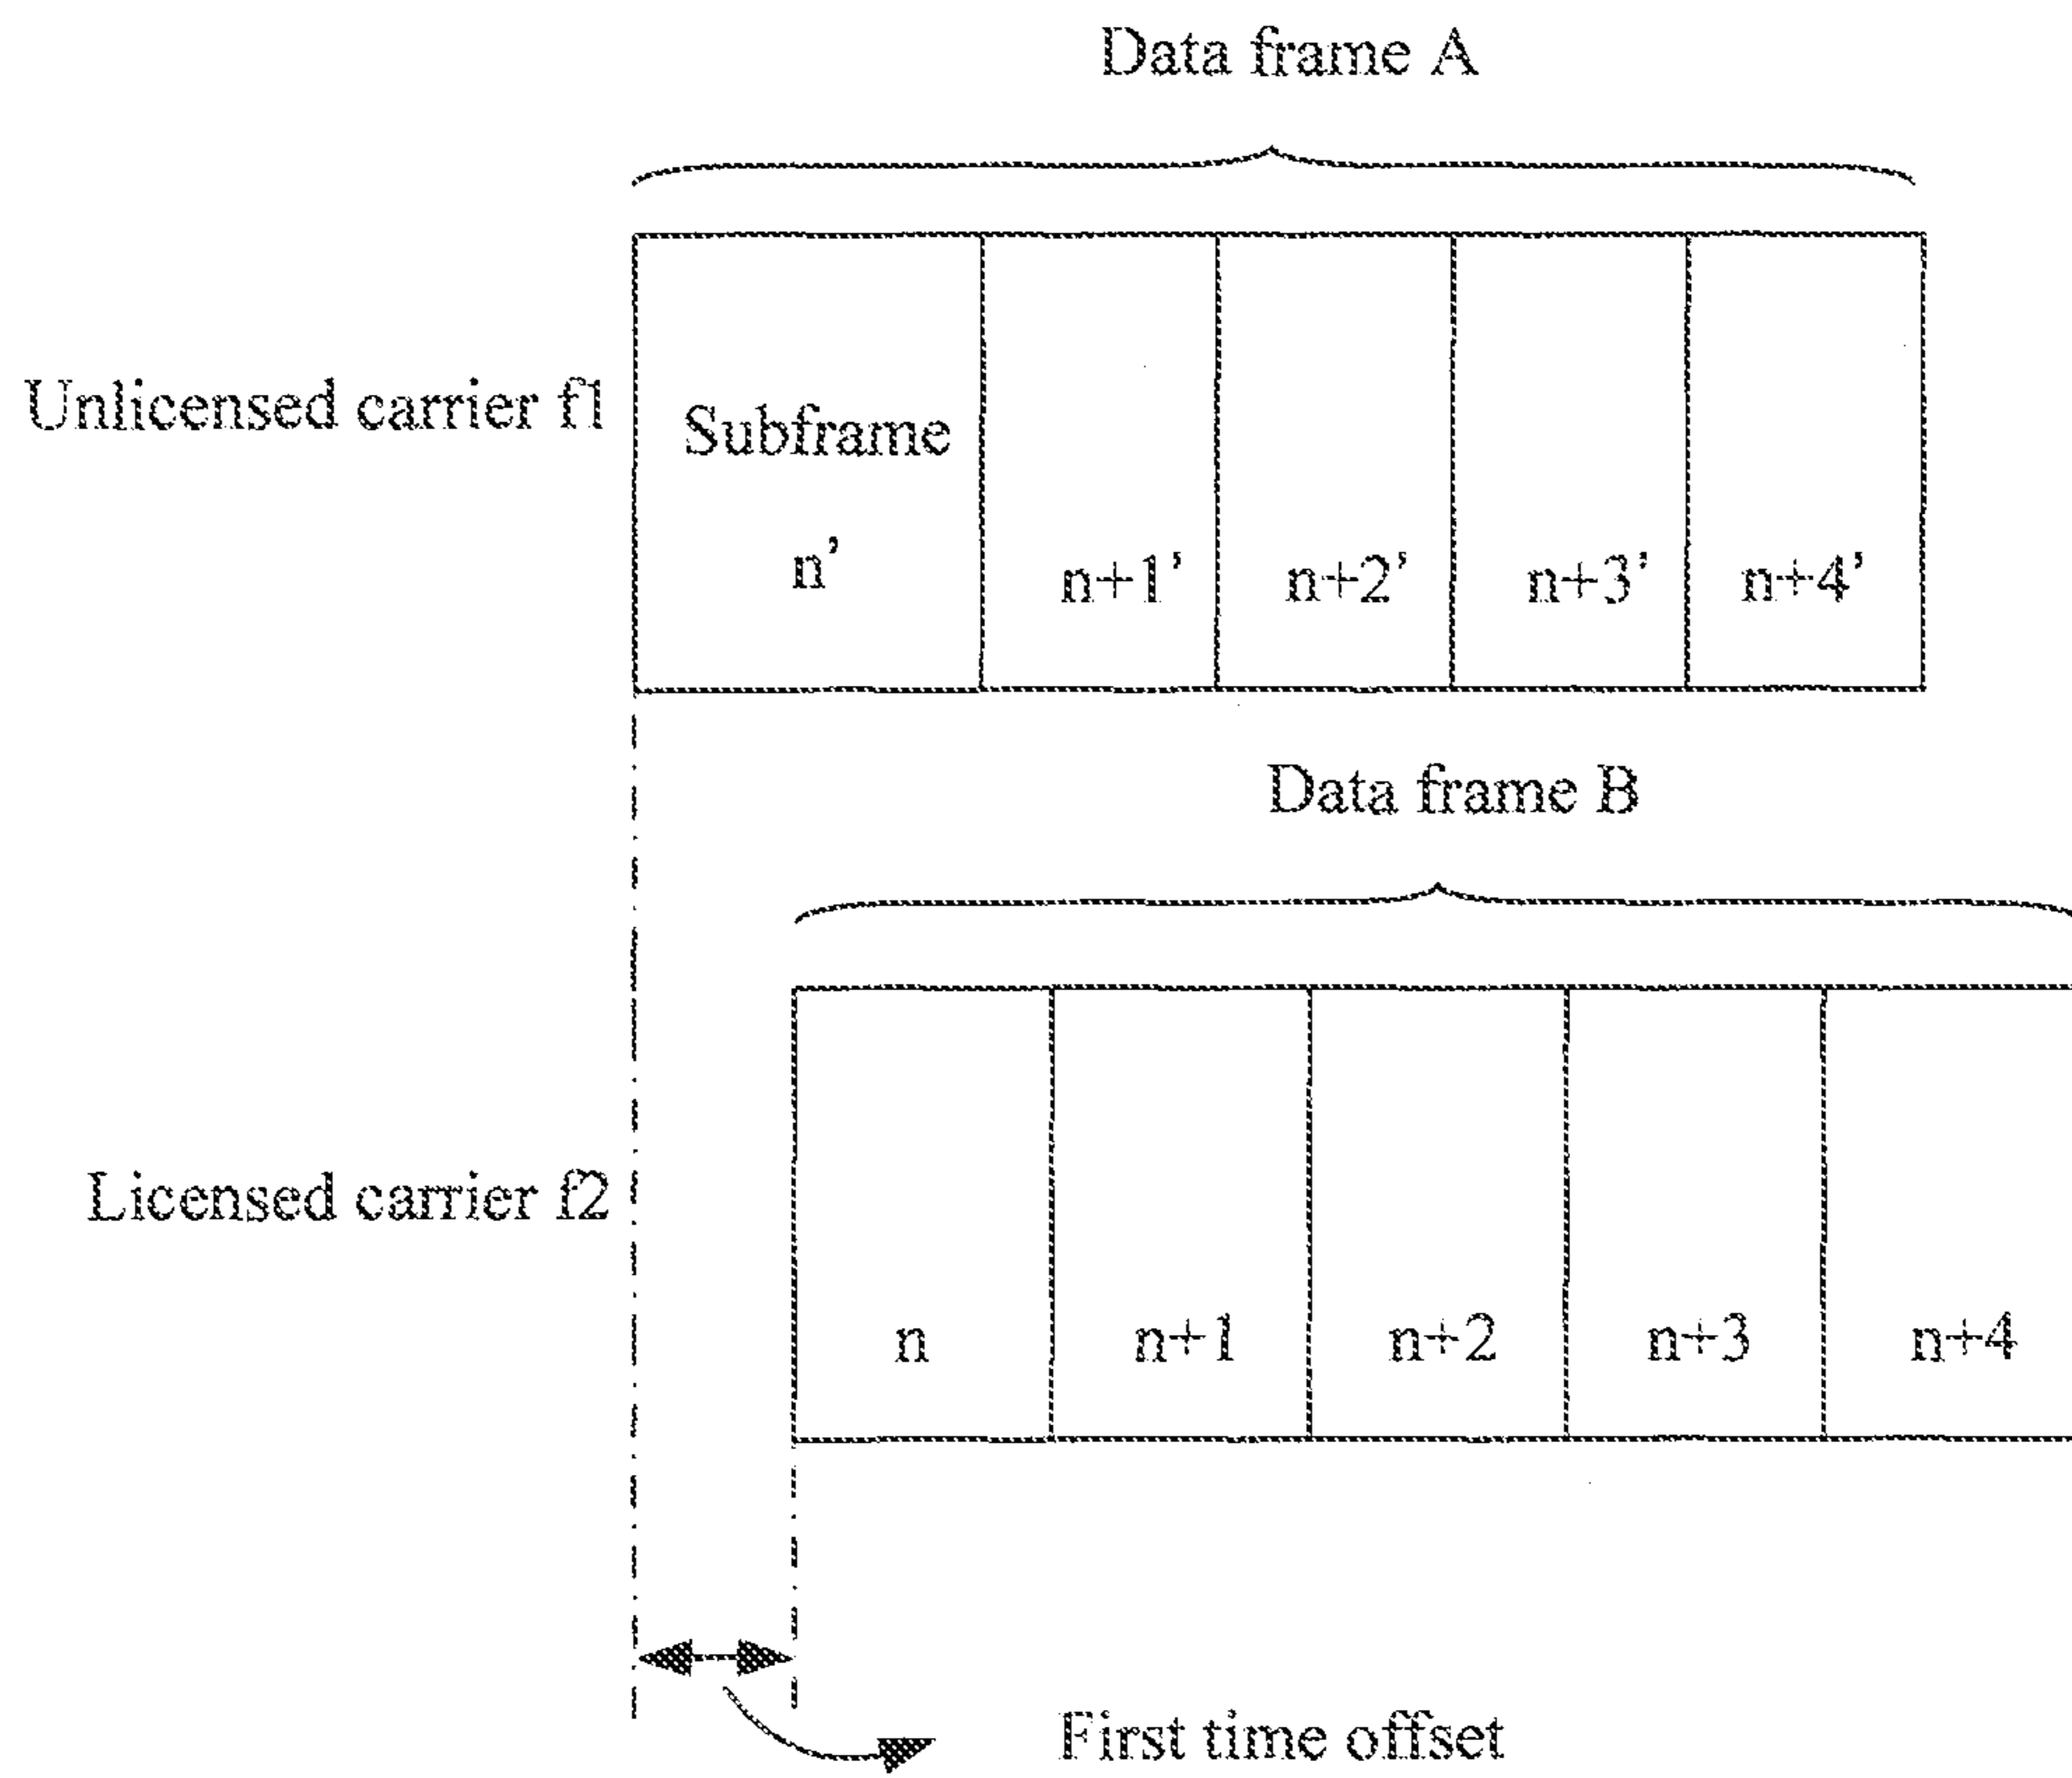 Data frame A
Unlicensed carrier f1
Subframe
n’ n+1’ n+2’ n+3’ n+4’
Data frame B
Licensed carrier f2
n n+1 n+2 n+3 n+4
First time offset